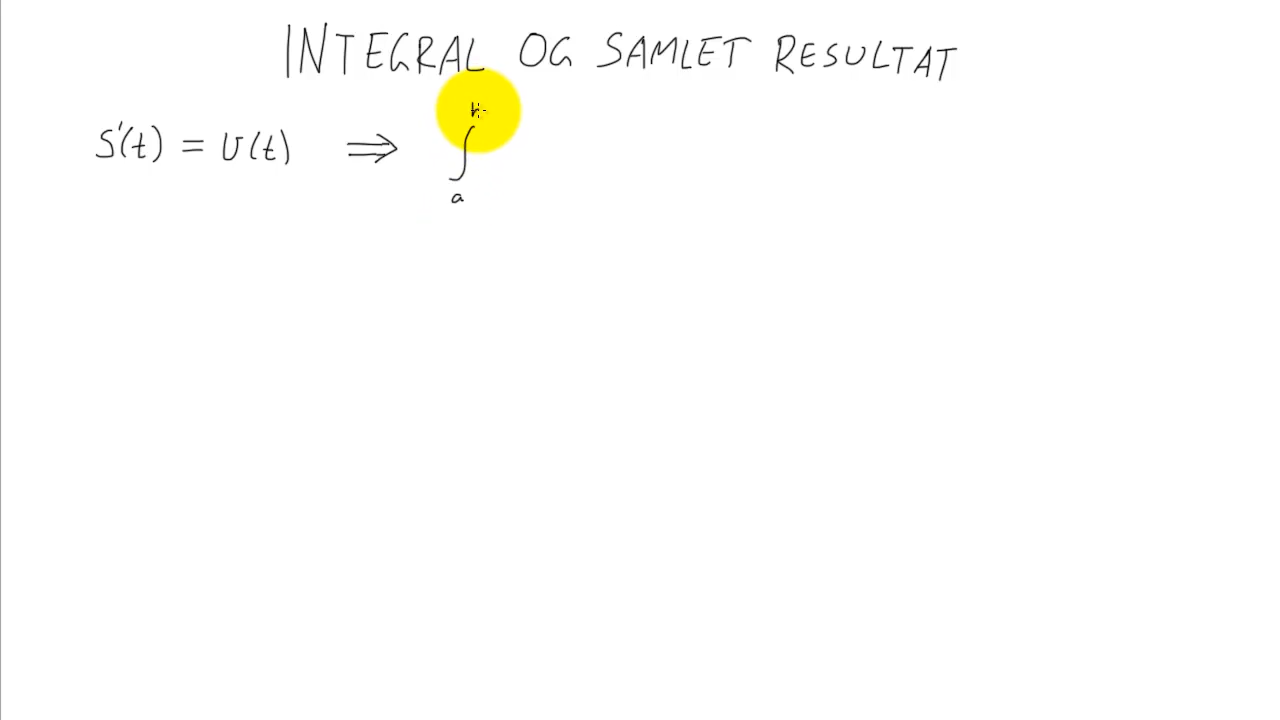 INTEGRAL OG SAMLET RESULTAT
S'(t) = v(t) ⇒ ∫
a